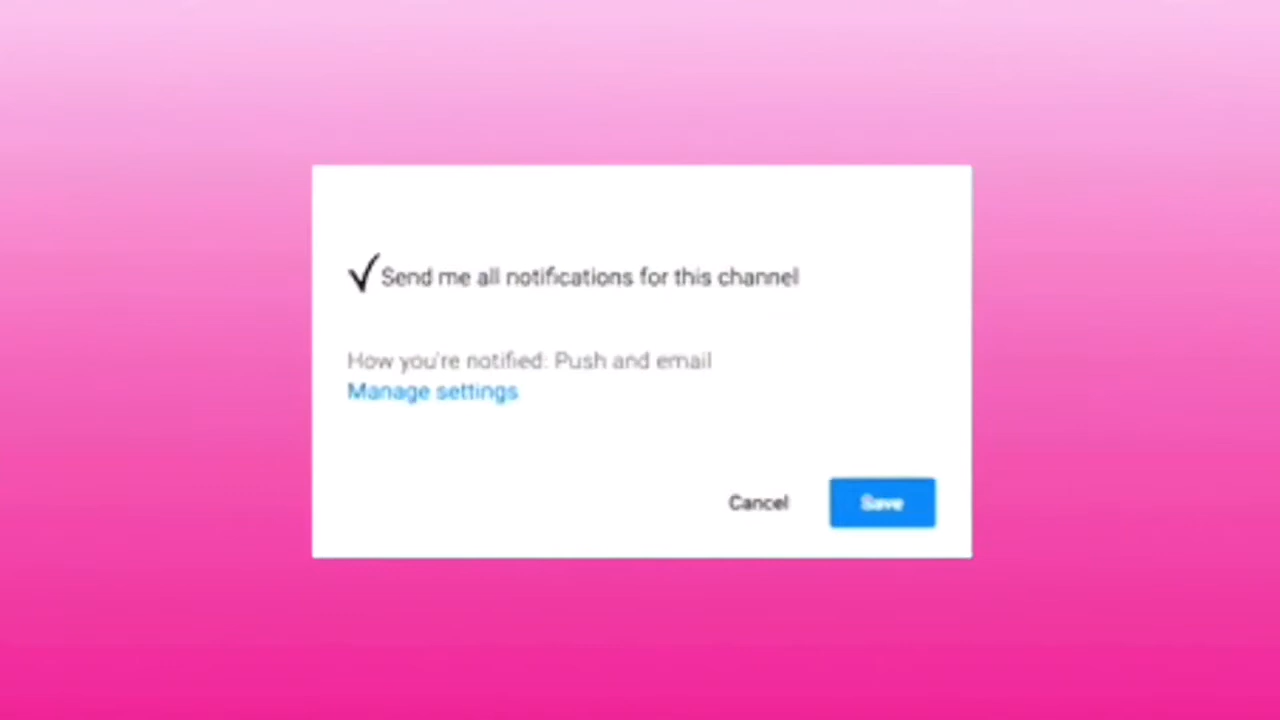 Send me all notifications for this channel
How you're notified: Push and email
Manage settings
Cancel Save